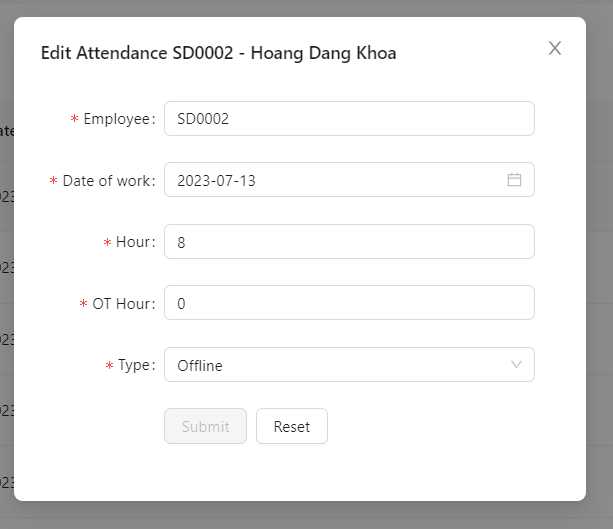 Edit Attendance SD0002 - Hoang Dang Khoa
* Employee: SD0002
* Date of work: 2023-07-13
* Hour: 8
* OT Hour: 0
* Type: Offline
Submit Reset